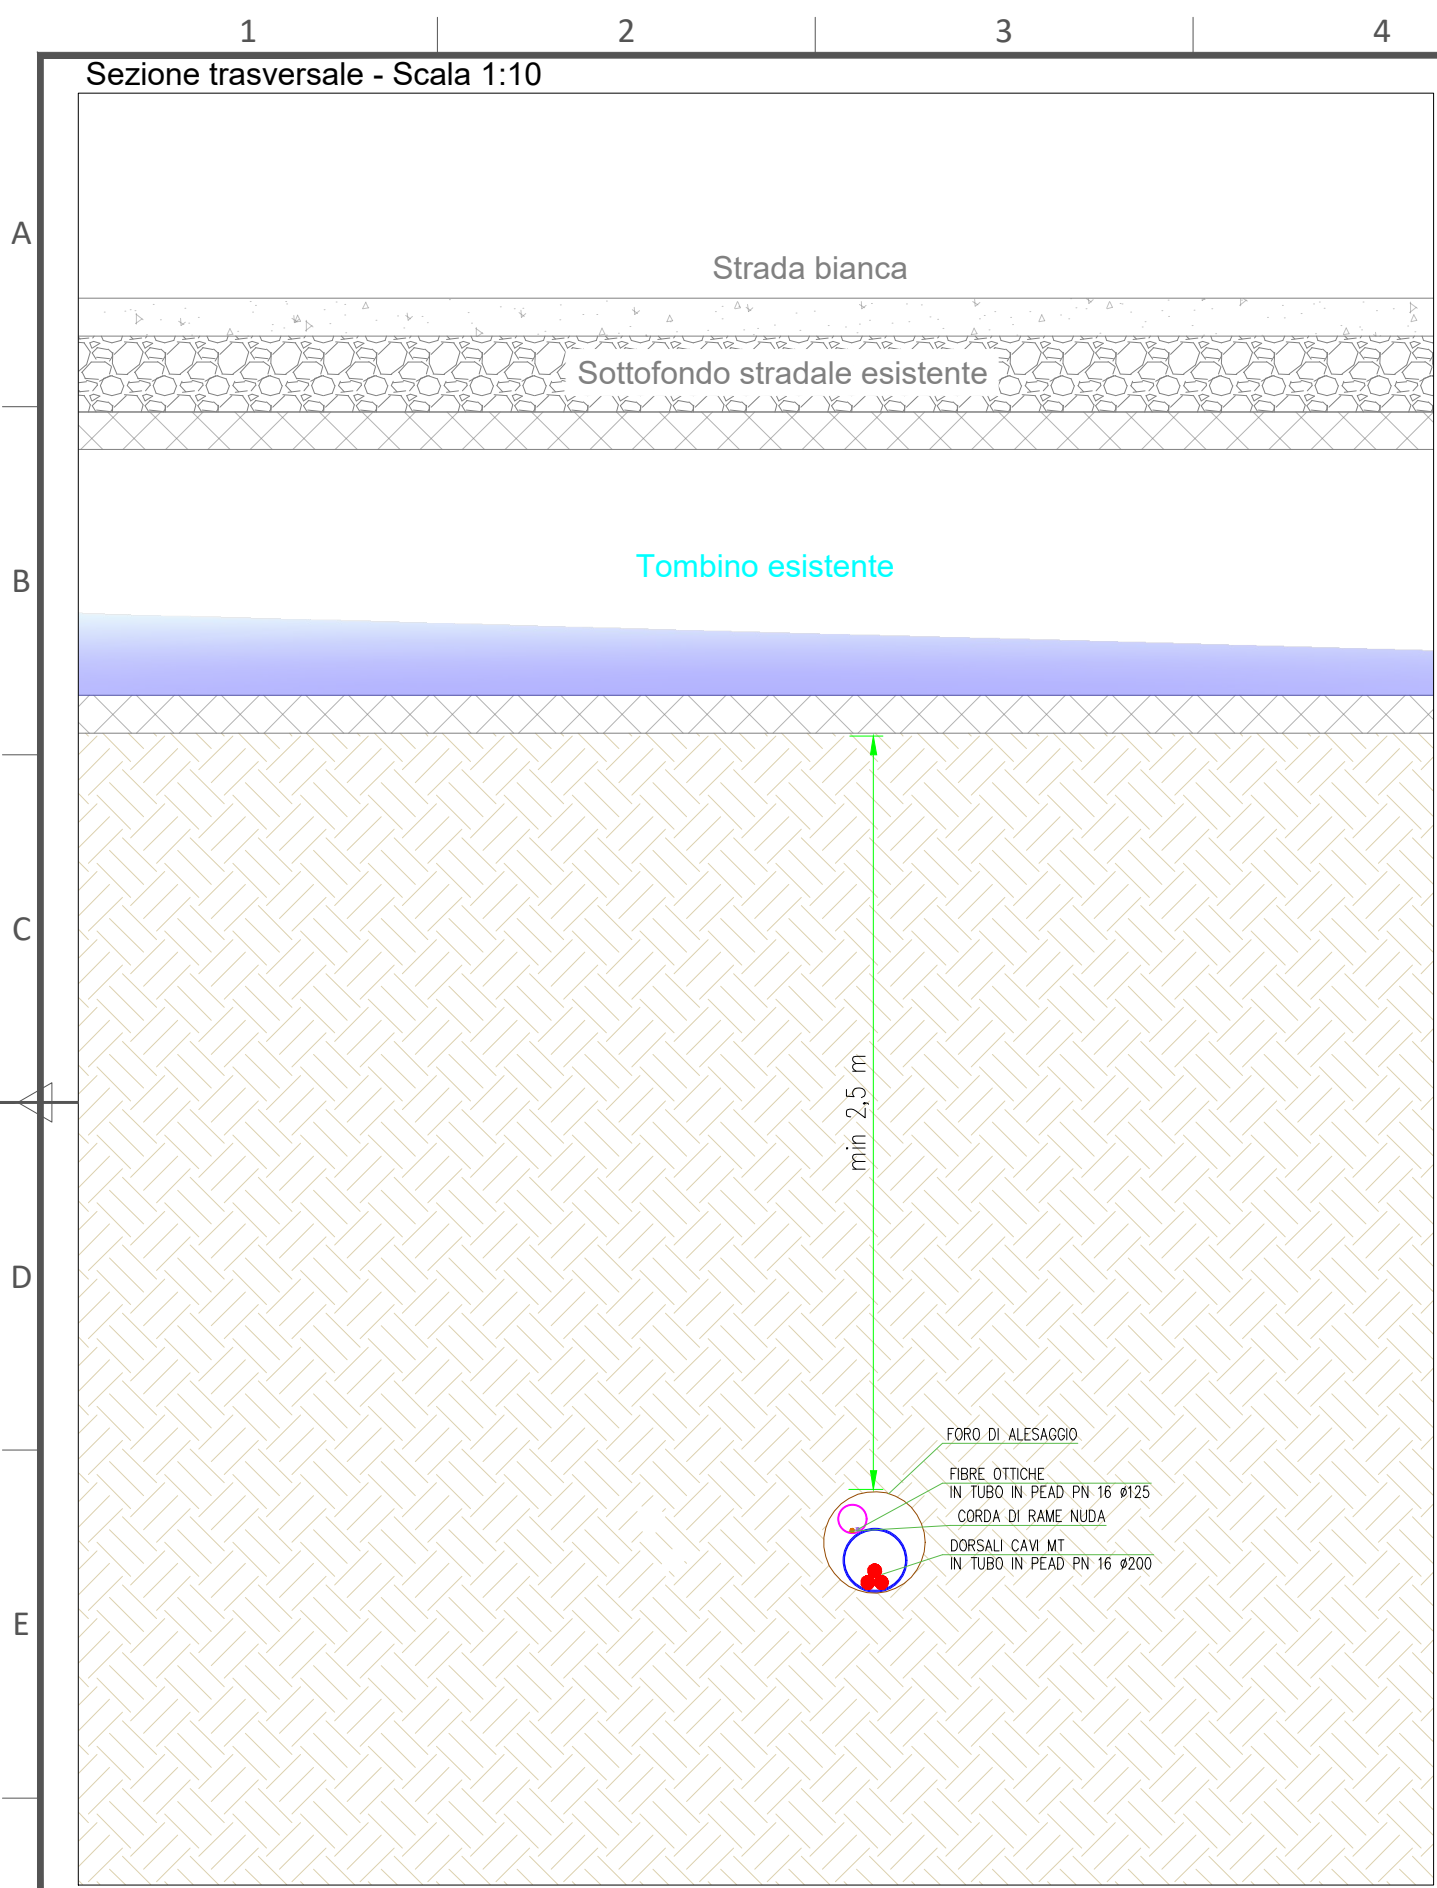 1 2 3 4
Sezione trasversale - Scala 1:10
A
Strada bianca
Sottofondo stradale esistente
B
Tombino esistente
C
min 2,5 m
D
FORO DI ALESAGGIO
FIBRE OTTICHE
IN TUBO IN PEAD PN 16 ø125
CORDA DI RAME NUDA
DORSALI CAVI MT
IN TUBO IN PEAD PN 16 ø200
E